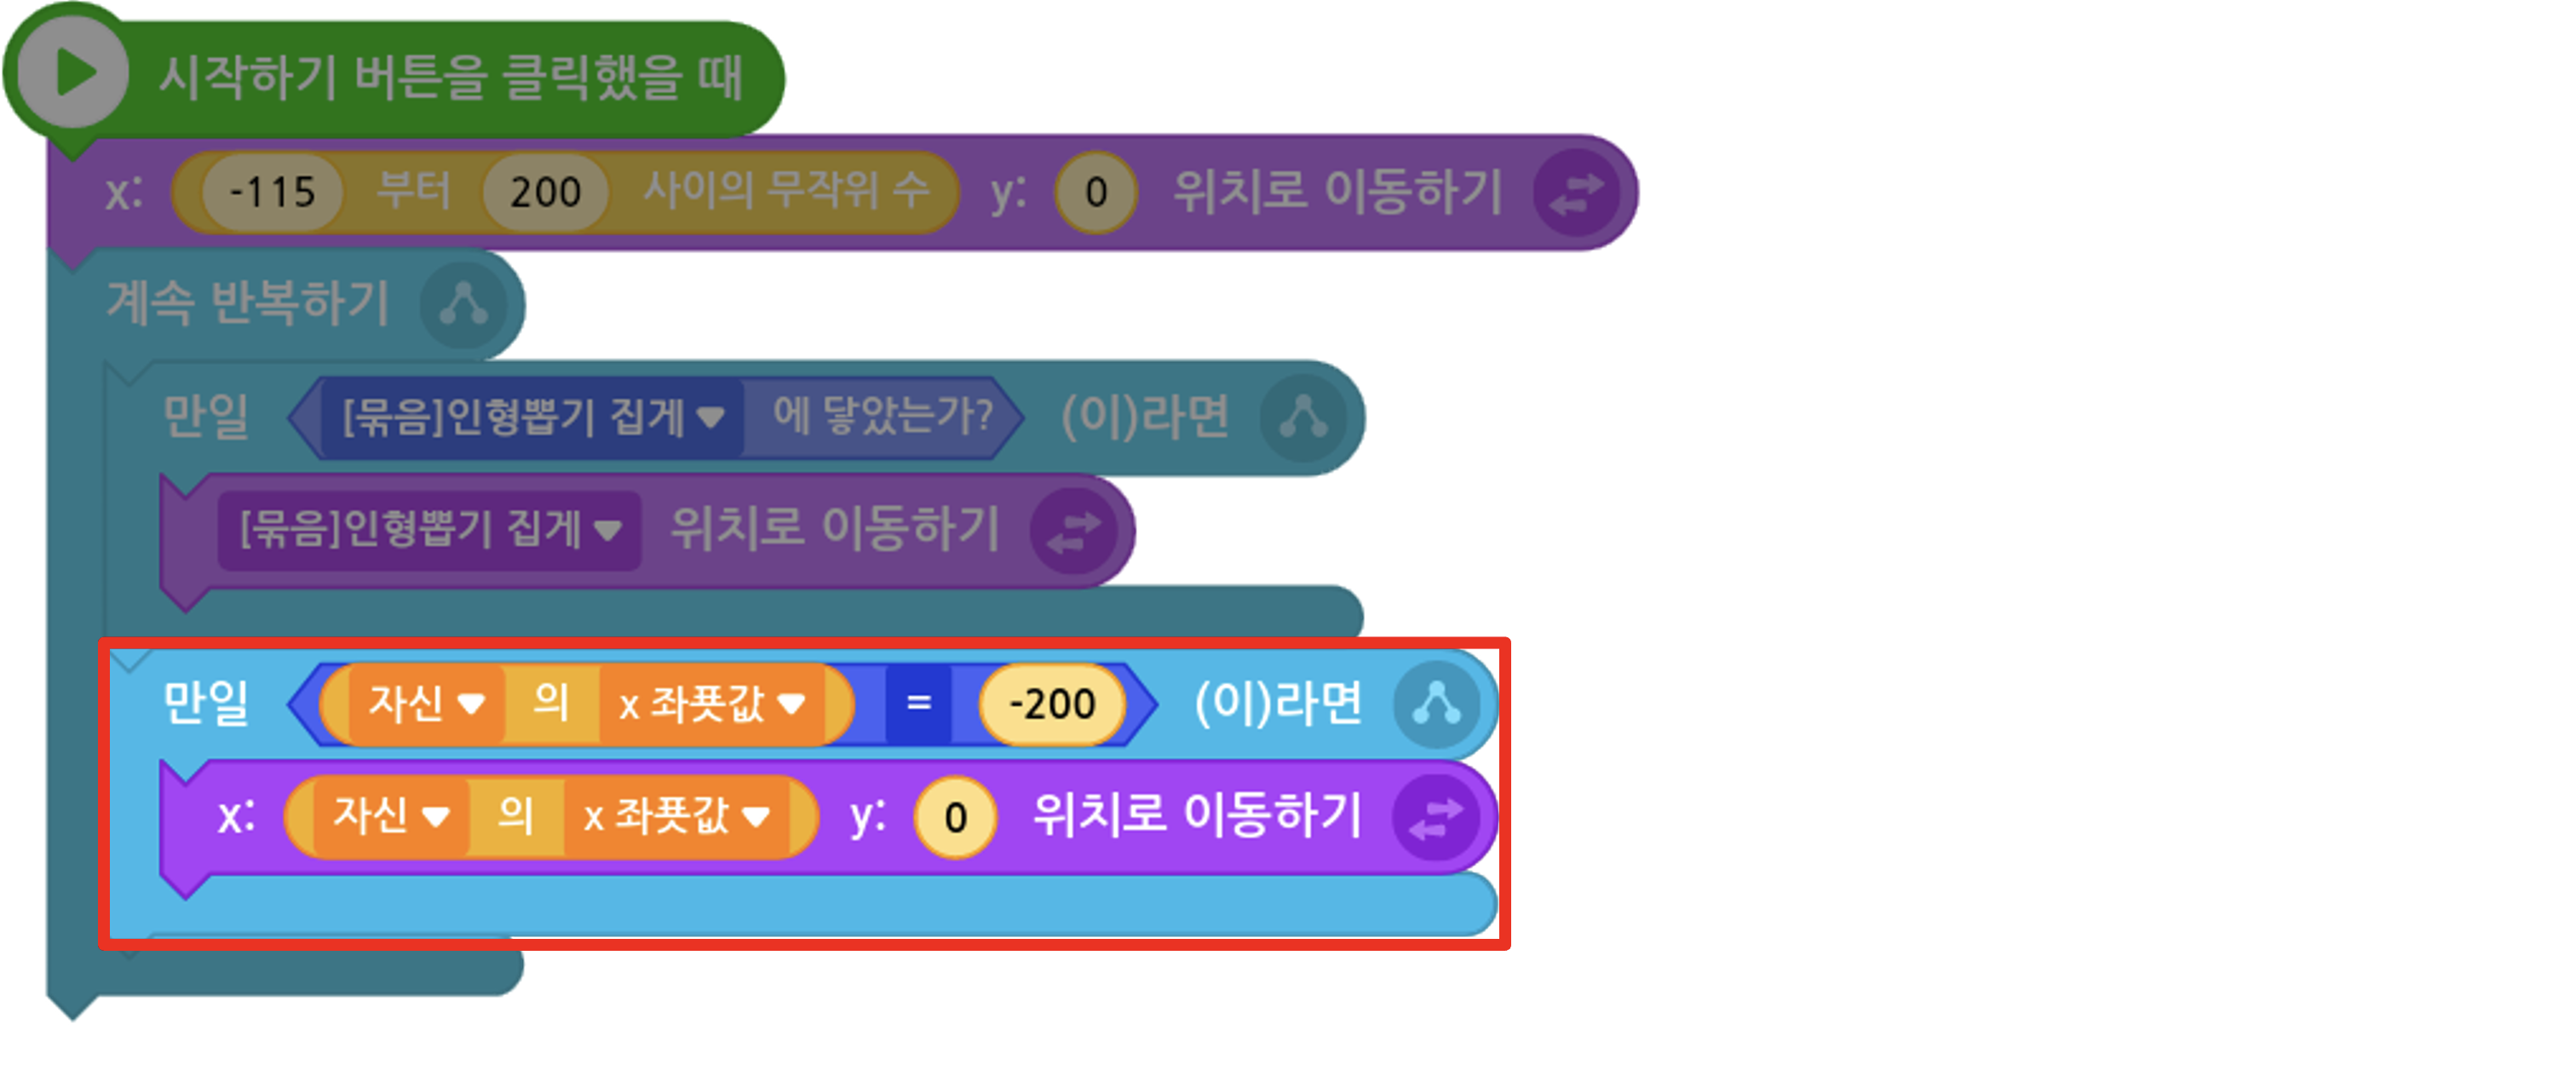 시작하기 버튼을 클릭했을 때
x: -115 부터 200 사이의 무작위 수 y: 0 위치로 이동하기
계속 반복하기
만일 [묶음]인형뽑기 집게 에 닿았는가? (이)라면
[묶음]인형뽑기 집게 위치로 이동하기
만일 자신 의 x 좌푯값 = -200 (이)라면
x: 자신 의 x 좌푯값 y: 0 위치로 이동하기